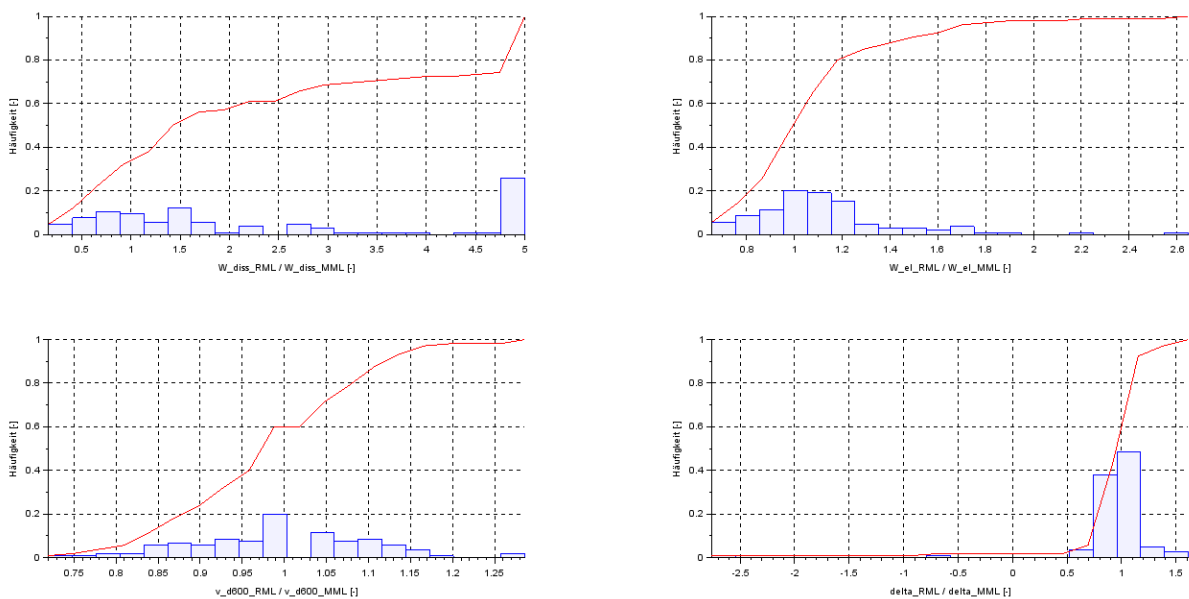 1
0.8
0.6
0.4
0.2
0
Häufigkeit [-]
0.5 1 1.5 2 2.5 3 3.5 4 4.5 5
W_diss_RML / W_diss_MML [-]
1
0.8
0.6
0.4
0.2
0
Häufigkeit [-]
0.8 1 1.2 1.4 1.6 1.8 2 2.2 2.4 2.6
W_el_RML / W_el_MML [-]
1
0.8
0.6
0.4
0.2
0
Häufigkeit [-]
0.75 0.8 0.85 0.9 0.95 1 1.05 1.1 1.15 1.2 1.25
v_d600_RML / v_d600_MML [-]
1
0.8
0.6
0.4
0.2
0
Häufigkeit [-]
-2.5 -2 -1.5 -1 -0.5 0 0.5 1 1.5
delta_RML / delta_MML [-]